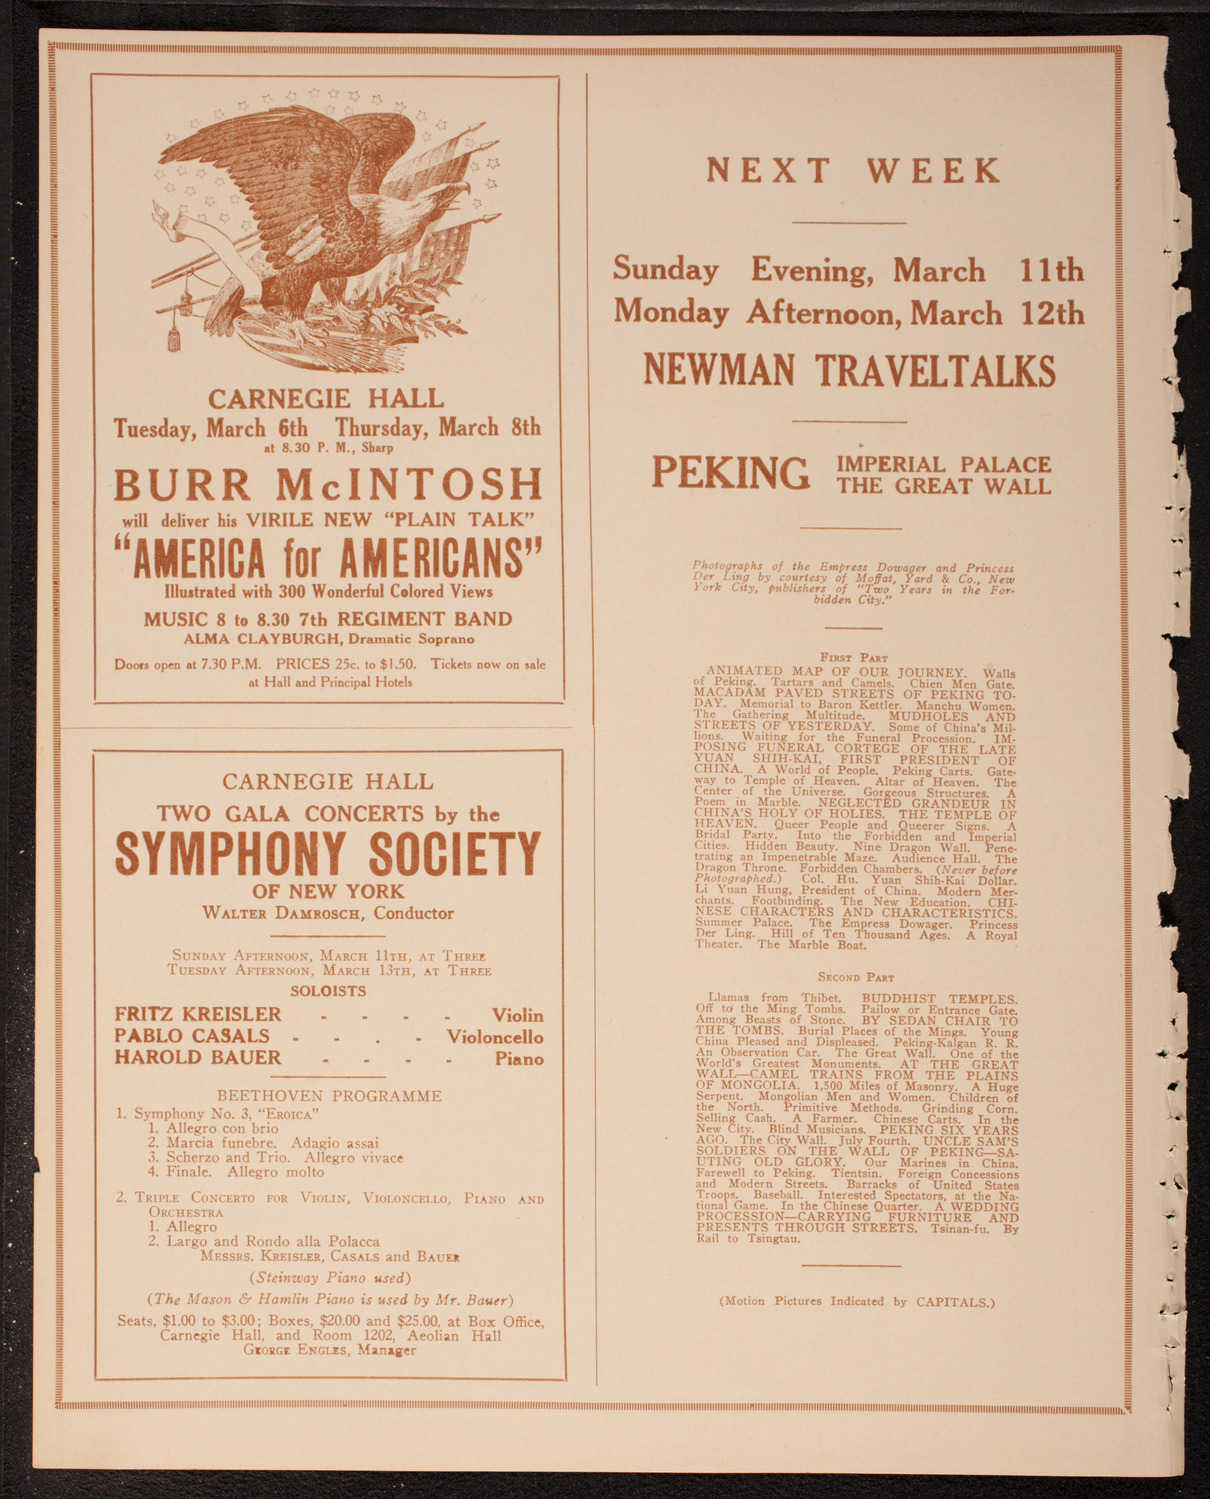 CARNEGIE HALL
Tuesday, March 6th Thursday, March 8th
at 8.30 P. M., Sharp
BURR McINTOSH
will deliver his VIRILE NEW "PLAIN TALK"
"AMERICA for AMERICANS"
Illustrated with 300 Wonderful Colored Views
MUSIC 8 to 8.30 7th REGIMENT BAND
ALMA CLAYBURGH, Dramatic Soprano
Doors open at 7.30 P.M. PRICES 25c. to $1.50. Tickets now on sale
at Hall and Principal Hotels
CARNEGIE HALL
TWO GALA CONCERTS by the
SYMPHONY SOCIETY
OF NEW YORK
WALTER DAMROSCH, Conductor
SUNDAY AFTERNOON, MARCH 11TH, AT THREE
TUESDAY AFTERNOON, MARCH 13TH, AT THREE
SOLOISTS
FRITZ KREISLER - - - - Violin
PABLO CASALS - - - - Violoncello
HAROLD BAUER - - - - Piano
BEETHOVEN PROGRAMME
1. Symphony No. 3, "EROICA"
1. Allegro con brio
2. Marcia funebre. Adagio assai
3. Scherzo and Trio. Allegro vivace
4. Finale. Allegro molto
2. TRIPLE CONCERTO FOR VIOLIN, VIOLONCELLO, PIANO AND
ORCHESTRA
1. Allegro
2. Largo and Rondo alla Polacca
MESSRS. KREISLER, CASALS and BAUER
(Steinway Piano used)
(The Mason & Hamlin Piano is used by Mr. Bauer)
Seats, $1.00 to $3.00; Boxes, $20.00 and $25.00, at Box Office,
Carnegie Hall, and Room 1202, Aeolian Hall
GEORGE ENGLES, Manager
NEXT WEEK
Sunday Evening, March 11th
Monday Afternoon, March 12th
NEWMAN TRAVELTALKS
PEKING IMPERIAL PALACE
THE GREAT WALL
Photographs of the Empress Dowager and Princess
Der Ling by courtesy of Moffat, Yard & Co., New
York City, publishers of "Two Years in the For-
bidden City."
FIRST PART
ANIMATED MAP OF OUR JOURNEY. Walls
of Peking. Tartars and Camels. Chien Men Gate.
MACADAM PAVED STREETS OF PEKING TO-
DAY. Memorial to Baron Kettler. Manchu Women.
The Gathering Multitude. MUDHOLES AND
STREETS OF YESTERDAY. Some of China's Mil-
lions. Waiting for the Funeral Procession. IM-
POSING FUNERAL CORTEGE OF THE LATE
YUAN SHIH-KAI, FIRST PRESIDENT OF
CHINA. A World of People. Peking Carts. Gate-
way to Temple of Heaven. Altar of Heaven. The
Center of the Universe. Gorgeous Structures. A
Poem in Marble. NEGLECTED GRANDEUR IN
CHINA'S HOLY OF HOLIES, THE TEMPLE OF
HEAVEN. Queer People and Queerer Signs. A
Bridal Party. Into the Forbidden and Imperial
Cities. Hidden Beauty. Nine Dragon Wall. Pene-
trating an Impenetrable Maze. Audience Hall. The
Dragon Throne. Forbidden Chambers. (Never before
Photographed.) Col. Hu. Yuan Shih-Kai Dollar.
Li Yuan Hung, President of China. Modern Mer-
chants. Footbinding. The New Education. CHI-
NESE CHARACTERS AND CHARACTERISTICS.
Summer Palace. The Empress Dowager. Princess
Der Ling. Hill of Ten Thousand Ages. A Royal
Theater. The Marble Boat.
SECOND PART
Llamas from Thibet. BUDDHIST TEMPLES.
Off to the Ming Tombs. Pailow or Entrance Gate.
Among Beasts of Stone. BY SEDAN CHAIR TO
THE TOMBS. Burial Places of the Mings. Young
China Pleased and Displeased. Peking-Kalgan R. R.
An Observation Car. The Great Wall. One of the
World's Greatest Monuments. AT THE GREAT
WALL—CAMEL TRAINS FROM THE PLAINS
OF MONGOLIA. 1,500 Miles of Masonry. A Huge
Serpent. Mongolian Men and Women. Children of
the North. Primitive Methods. Grinding Corn.
Selling Cash. A Farmer. Chinese Carts. In the
New City. Blind Musicians. PEKING SIX YEARS
AGO. The City Wall. July Fourth. UNCLE SAM'S
SOLDIERS ON THE WALL OF PEKING—SA-
UTING OLD GLORY. Our Marines in China.
Farewell to Peking. Tientsin. Foreign Concessions
and Modern Streets. Barracks of United States
Troops. Baseball. Interested Spectators, at the Na-
tional Game. In the Chinese Quarter. A WEDDING
PROCESSION—CARRYING FURNITURE AND
PRESENTS THROUGH STREETS. Tsinan-fu. By
Rail to Tsingtau.
(Motion Pictures Indicated by CAPITALS.)